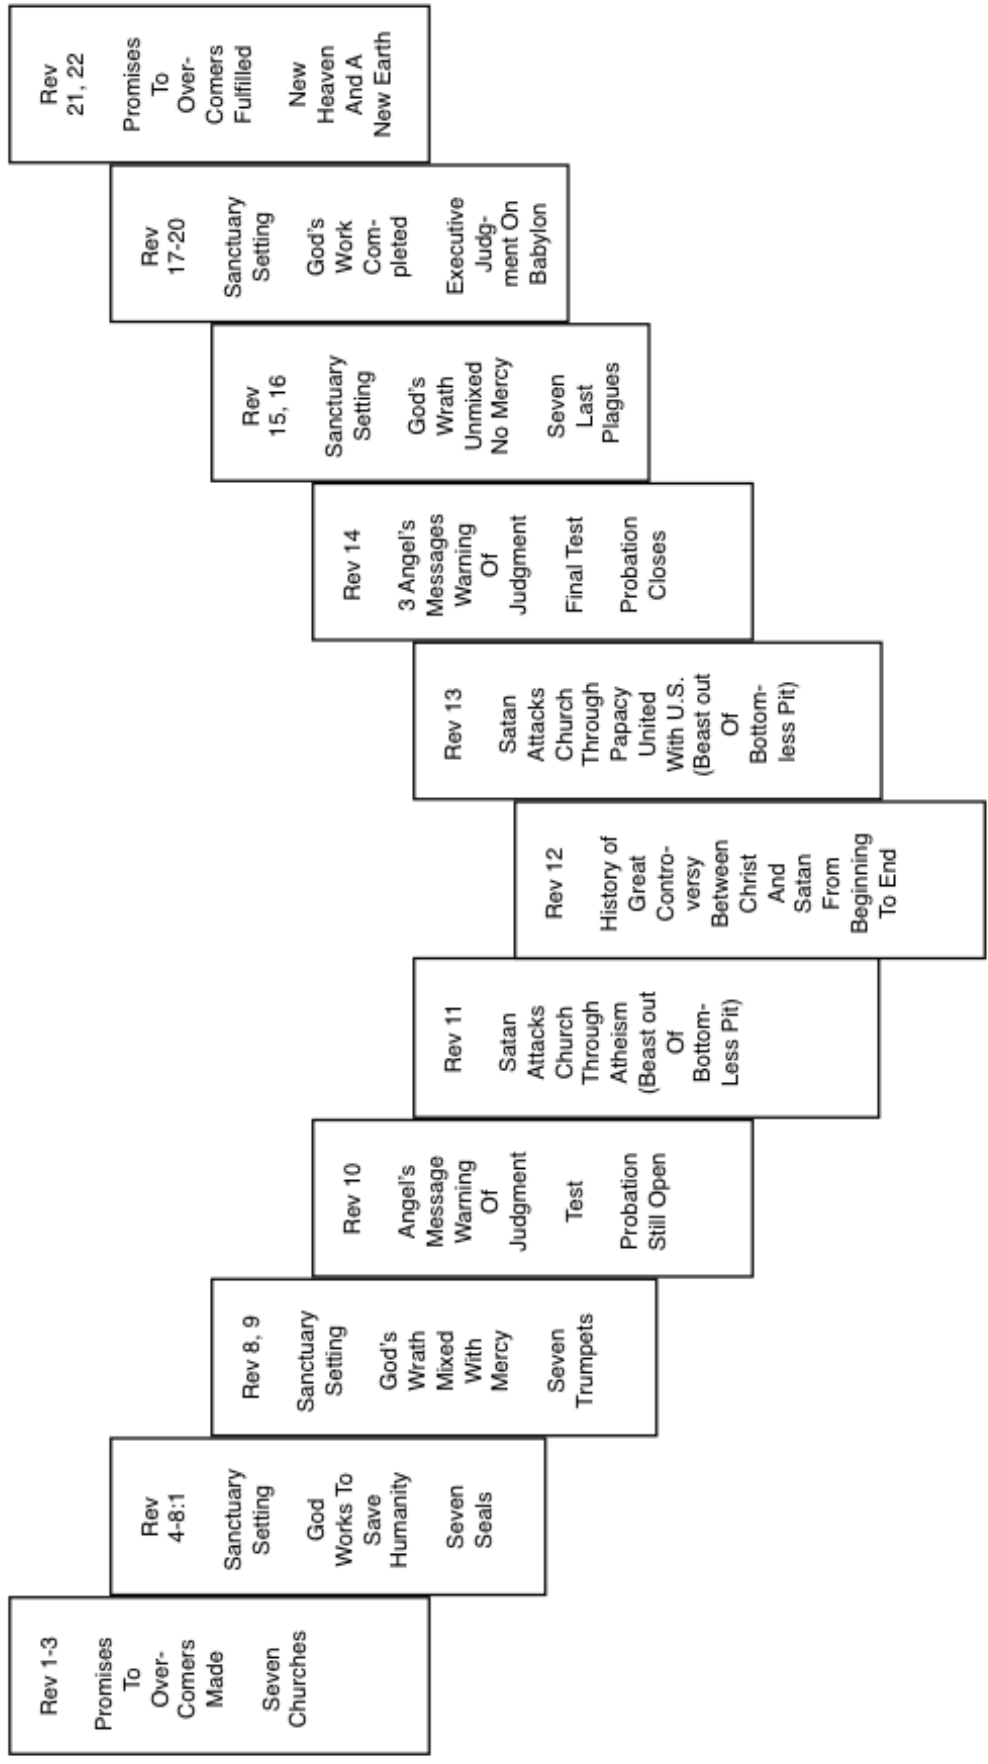 Rev 1-3
Promises
To
Over-
Comers
Made
Seven
Churches
Rev
4-8:1
Sanctuary
Setting
God
Works To
Save
Humanity
Seven
Seals
Rev 8, 9
Sanctuary
Setting
God's
Wrath
Mixed
With
Mercy
Seven
Trumpets
Rev 10
Angel's
Message
Warning
Of
Judgment
Test
Probation
Still Open
Rev 11
Satan
Attacks
Church
Through
Atheism
(Beast out
Of
Bottom-
Less Pit)
Rev 12
History of
Great
Contro-
versy
Between
Christ
And
Satan
From
Beginning
To End
Rev 13
Satan
Attacks
Church
Through
Papacy
United
With U.S.
(Beast out
Of
Bottom-
less Pit)
Rev 14
3 Angel's
Messages
Warning
Of
Judgment
Final Test
Probation
Closes
Rev
15, 16
Sanctuary
Setting
God's
Wrath
Unmixed
No Mercy
Seven
Last
Plagues
Rev
17-20
Sanctuary
Setting
God's
Work
Com-
pleted
Executive
Judg-
ment On
Babylon
Rev
21, 22
Promises
To
Over-
Comers
Fulfilled
New
Heaven
And A
New Earth